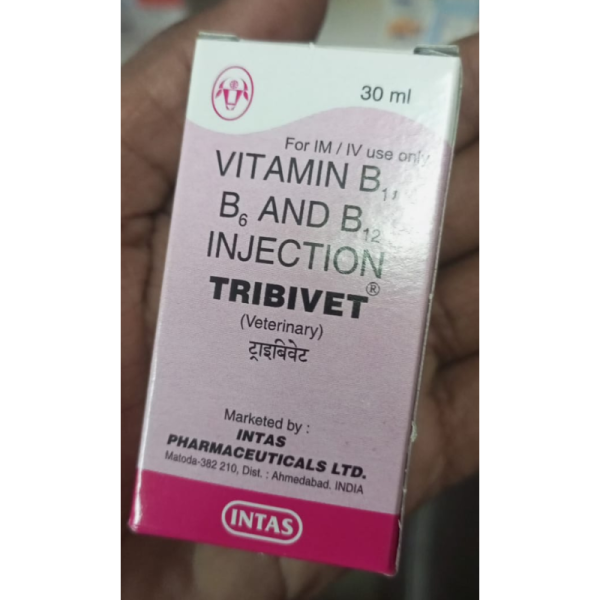 30 ml
For IM / IV use only
VITAMIN B1,
B6 AND B12
INJECTION
TRIBIVET®
(Veterinary)
ट्राइबिवेट
Marketed by :
INTAS
PHARMACEUTICALS LTD.
Matoda-382 210, Dist. : Ahmedabad. INDIA
INTAS